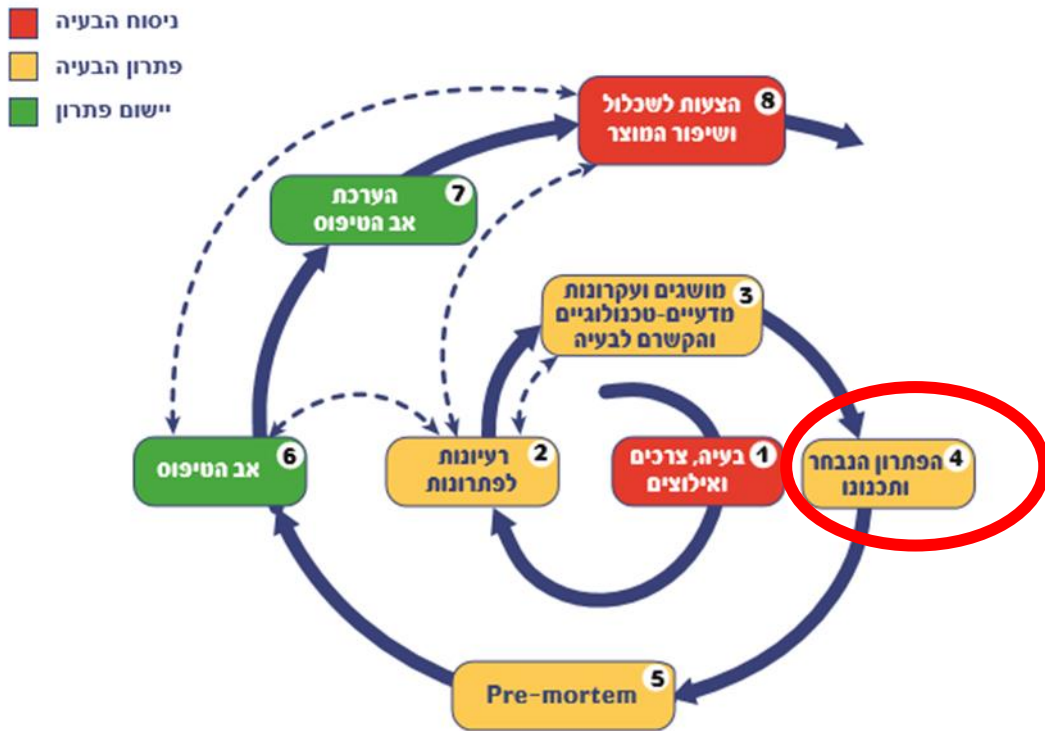 ניסוח הבעיה
פתרון הבעיה
יישום פתרון
8
הצעות לשכלול
ושיפור המוצר
7
הערכת
אב הטיפוס
3
מושגים ועקרונות
מדעיים-טכנולוגיים
והקשרם לבעיה
4
הפתרון הנבחר
ותכנונו
1
בעיה, צרכים
ואילוצים
2
רעיונות
לפתרונות
6
אב הטיפוס
5
Pre-mortem